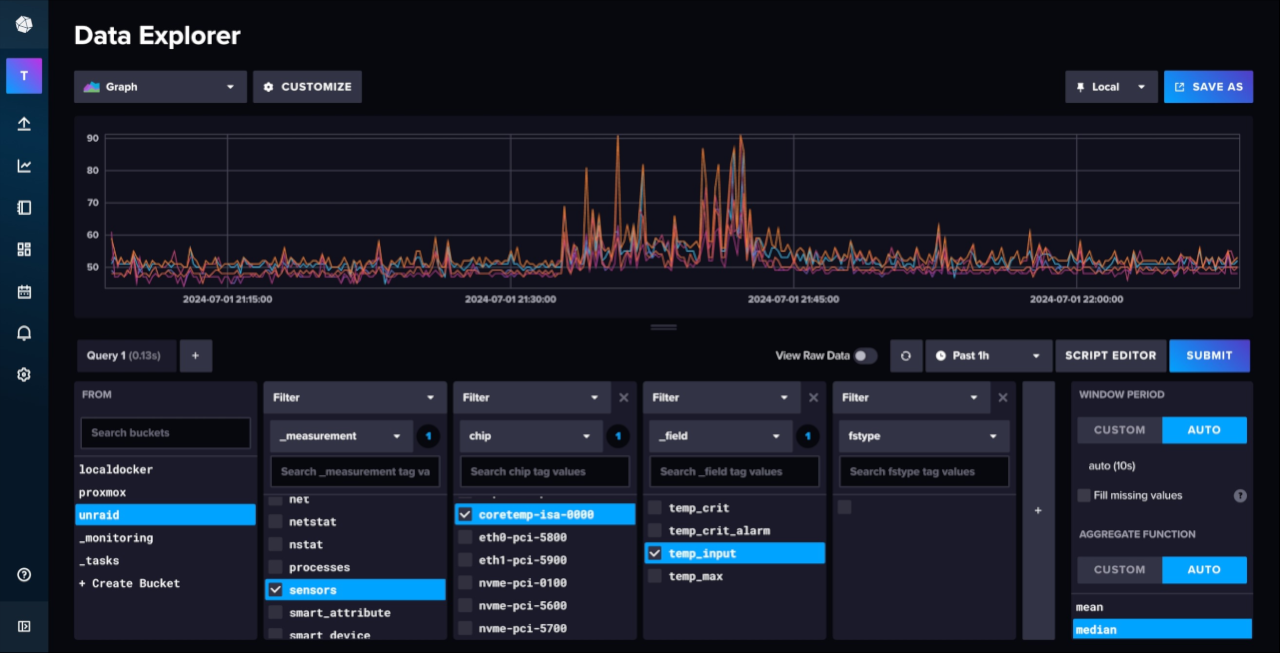 Data Explorer
T
Graph
CUSTOMIZE
Local
SAVE AS
90
80
70
60
50
2024-07-01 21:15:00
2024-07-01 21:30:00
2024-07-01 21:45:00
2024-07-01 22:00:00
Query 1 (0.13s)
+
View Raw Data
Past 1h
SCRIPT EDITOR
SUBMIT
FROM
Search buckets
localdocker
proxmox
unraid
_monitoring
_tasks
+ Create Bucket
Filter
_measurement
1
Search _measurement tag va
net
netstat
nstat
processes
sensors
smart_attribute
smart_device
Filter
chip
1
Search chip tag values
coretemp-isa-0000
eth0-pci-5800
eth1-pci-5900
nvme-pci-0100
nvme-pci-5600
nvme-pci-5700
Filter
_field
1
Search _field tag values
temp_crit
temp_crit_alarm
temp_input
temp_max
Filter
fstype
Search fstype tag values
+
WINDOW PERIOD
CUSTOM
AUTO
auto (10s)
Fill missing values
?
AGGREGATE FUNCTION
CUSTOM
AUTO
mean
median